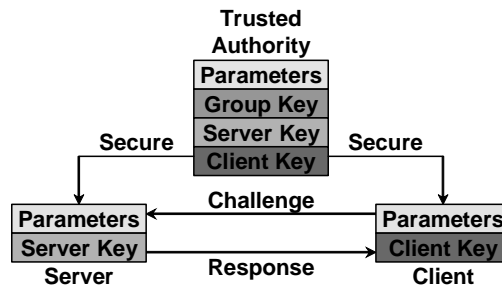 Trusted
Authority
Parameters
Group Key
Server Key
Client Key
Secure
Secure
Challenge
Parameters
Server Key
Server
Response
Parameters
Client Key
Client